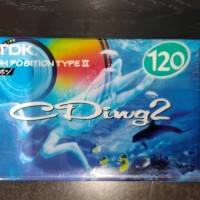 TDK
120
HIGH POSITION TYPE II
CDing2